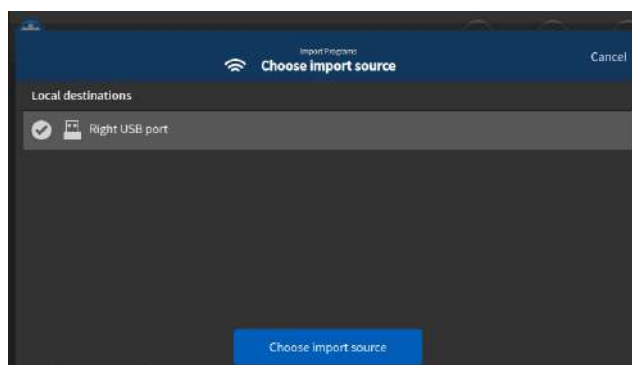 Import Programs
Choose import source
Cancel
Local destinations
Right USB port
Choose import source